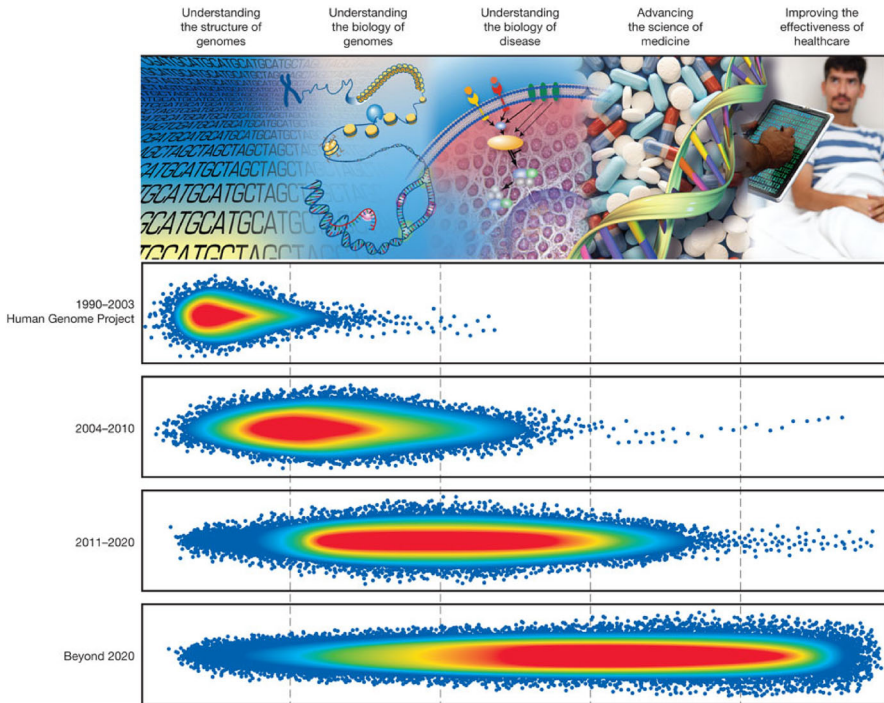 Understanding
the structure of
genomes
Understanding
the biology of
genomes
Understanding
the biology of
disease
Advancing
the science of
medicine
Improving the
effectiveness of
healthcare
1990–2003
Human Genome Project
2004–2010
2011–2020
Beyond 2020